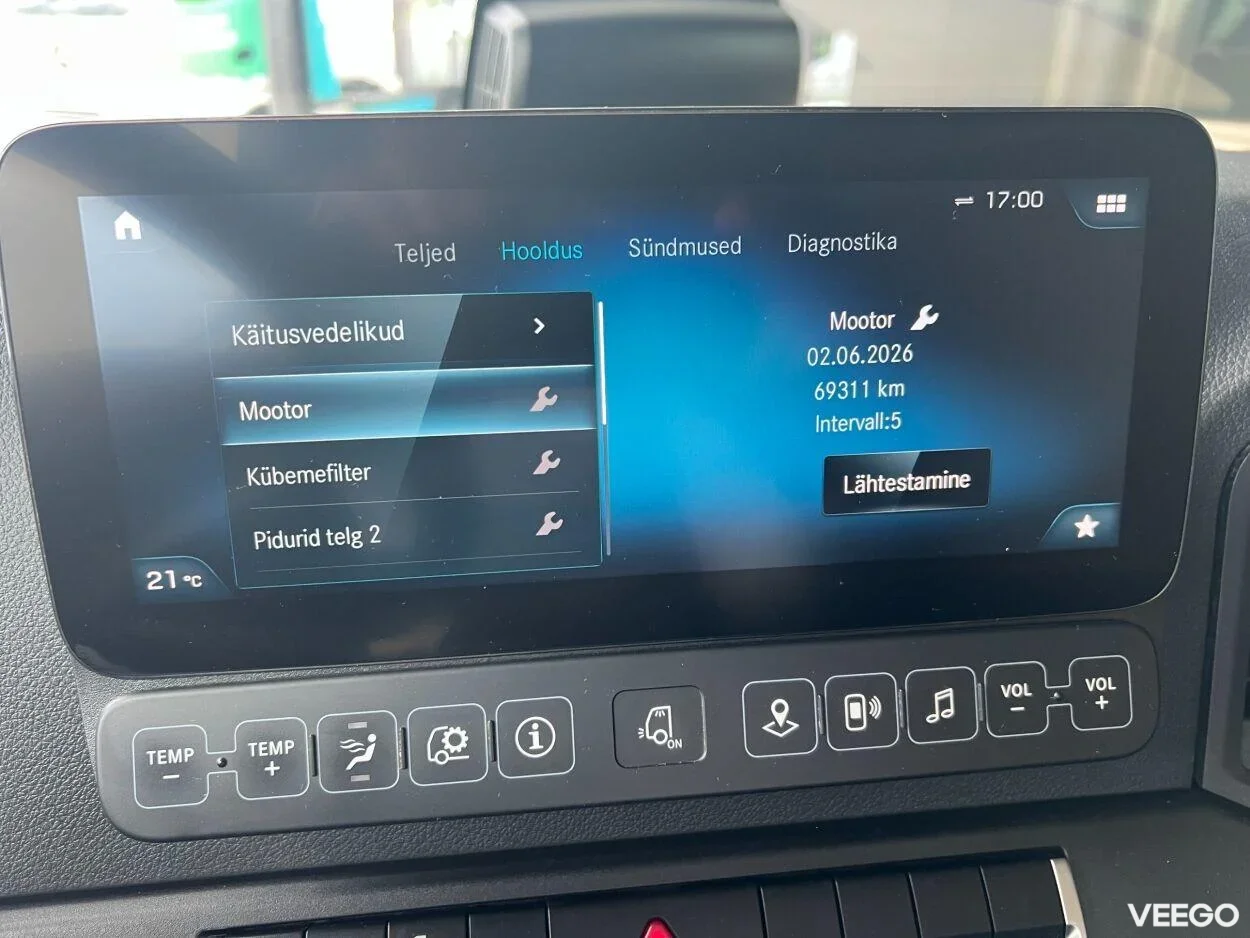 17:00
Teljed Hooldus Sündmused Diagnostika
Käitusvedelikud
Mootor
Kübemefilter
Pidurid telg 2
Mootor
02.06.2026
69311 km
Intervall:5
Lähtestamine
21 °C
TEMP
–
TEMP
+
ON
VOL
–
VOL
+
VEEGO